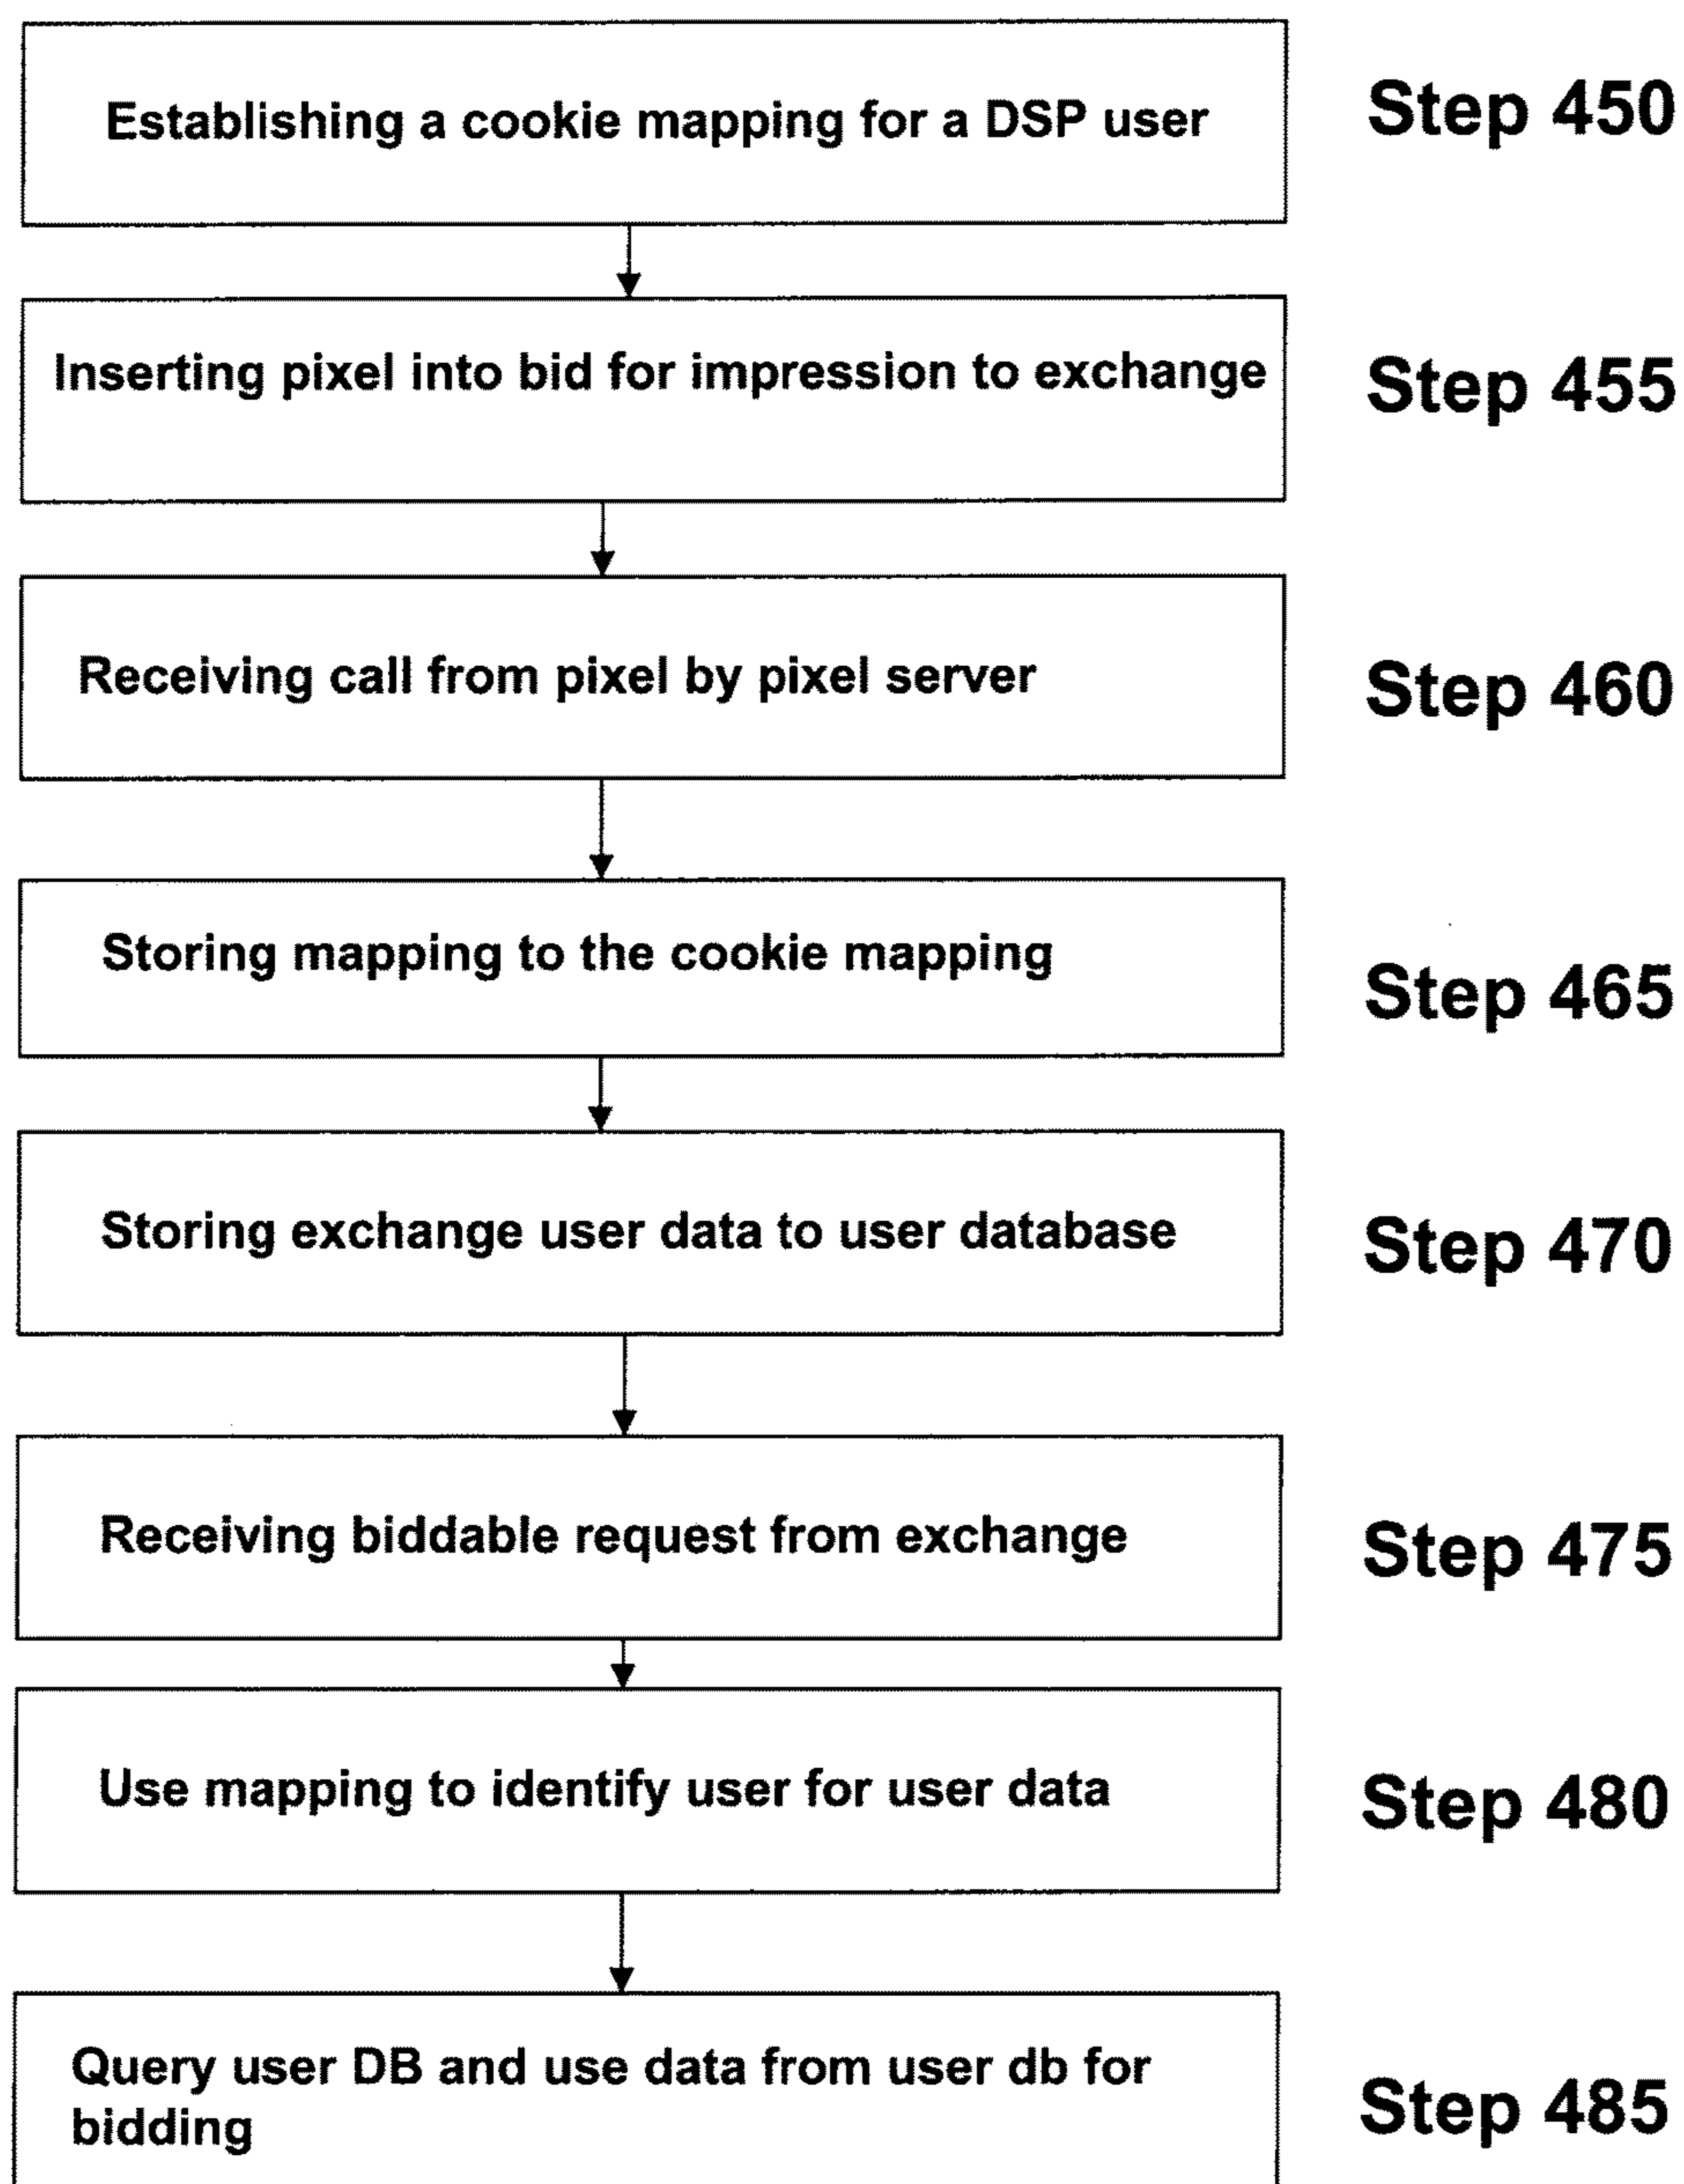 Establishing a cookie mapping for a DSP user
Step 450
Inserting pixel into bid for impression to exchange
Step 455
Receiving call from pixel by pixel server
Step 460
Storing mapping to the cookie mapping
Step 465
Storing exchange user data to user database
Step 470
Receiving biddable request from exchange
Step 475
Use mapping to identify user for user data
Step 480
Query user DB and use data from user db for
bidding
Step 485